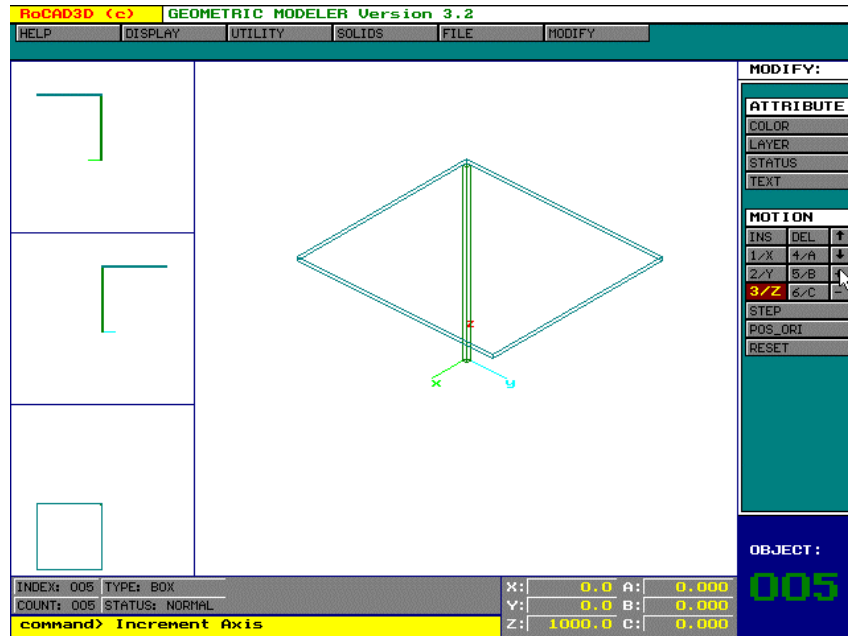 RoCAD3D (c) GEOMETRIC MODELER Version 3.2
HELP DISPLAY UTILITY SOLIDS FILE MODIFY
MODIFY:
ATTRIBUTE
COLOR
LAYER
STATUS
TEXT
MOTION
INS DEL ↑
1/X 4/A ↓
2/Y 5/B
3/Z 6/C -
STEP
POS_ORI
RESET
z
x y
OBJECT:
005
INDEX: 005 TYPE: BOX
COUNT: 005 STATUS: NORMAL
X: 0.0 A: 0.000
Y: 0.0 B: 0.000
Z: 1000.0 C: 0.000
command> Increment Axis